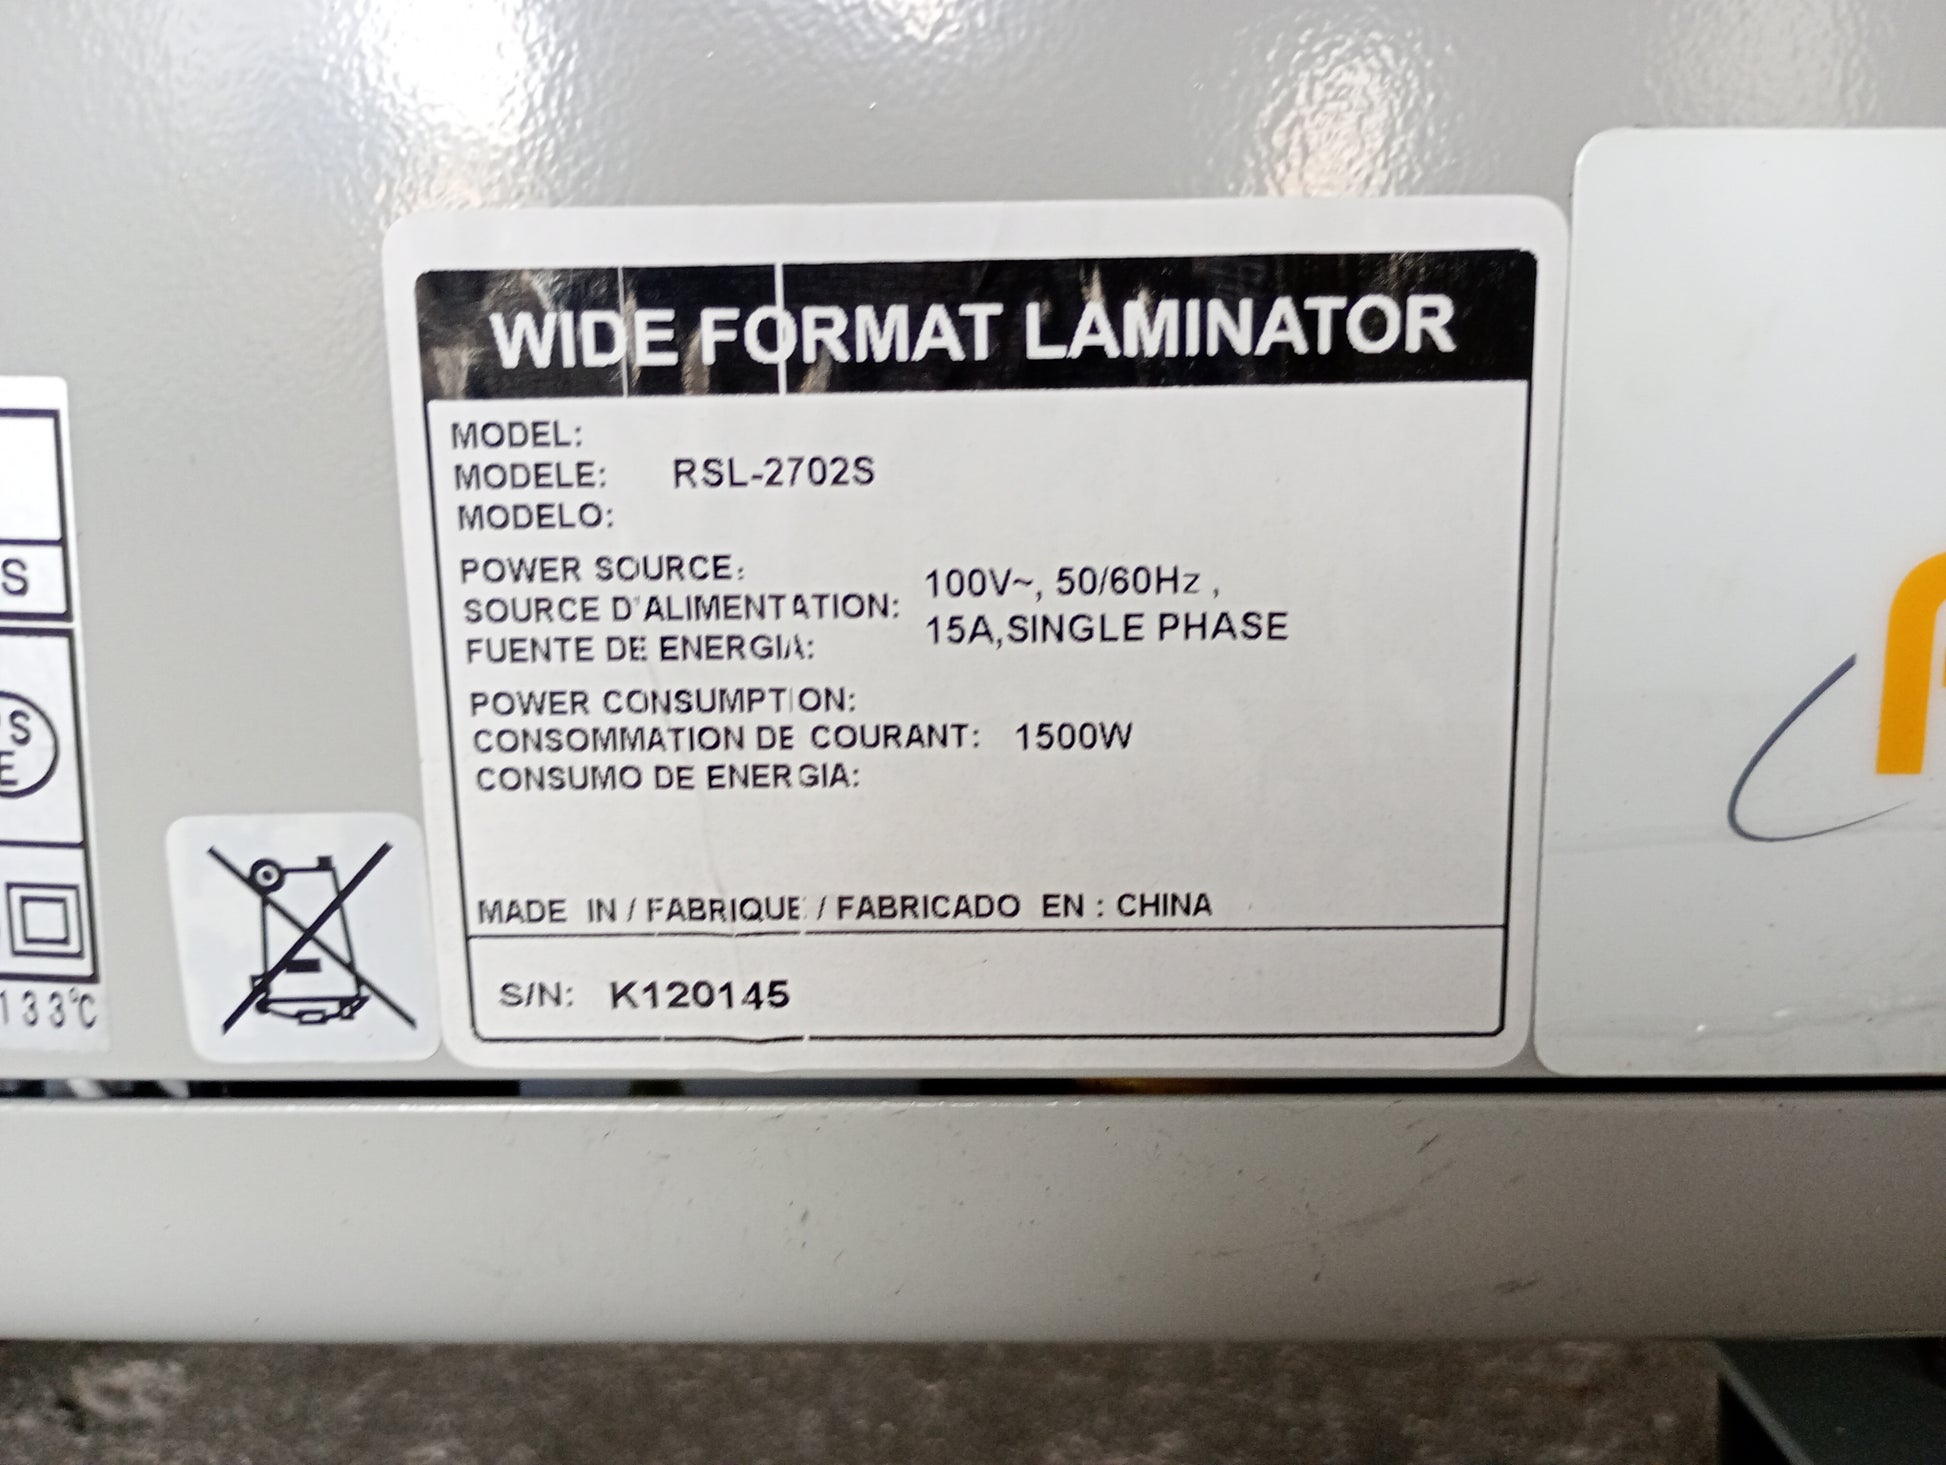 WIDE FORMAT LAMINATOR
MODEL:
MODELE: RSL-2702S
MODELO:
POWER SOURCE:
SOURCE D'ALIMENTATION: 100V~, 50/60Hz ,
FUENTE DE ENERGIA: 15A,SINGLE PHASE
POWER CONSUMPTION:
CONSOMMATION DE COURANT: 1500W
CONSUMO DE ENERGIA:
MADE IN / FABRIQUE / FABRICADO EN : CHINA
S/N: K120145
S
S
E
133°C